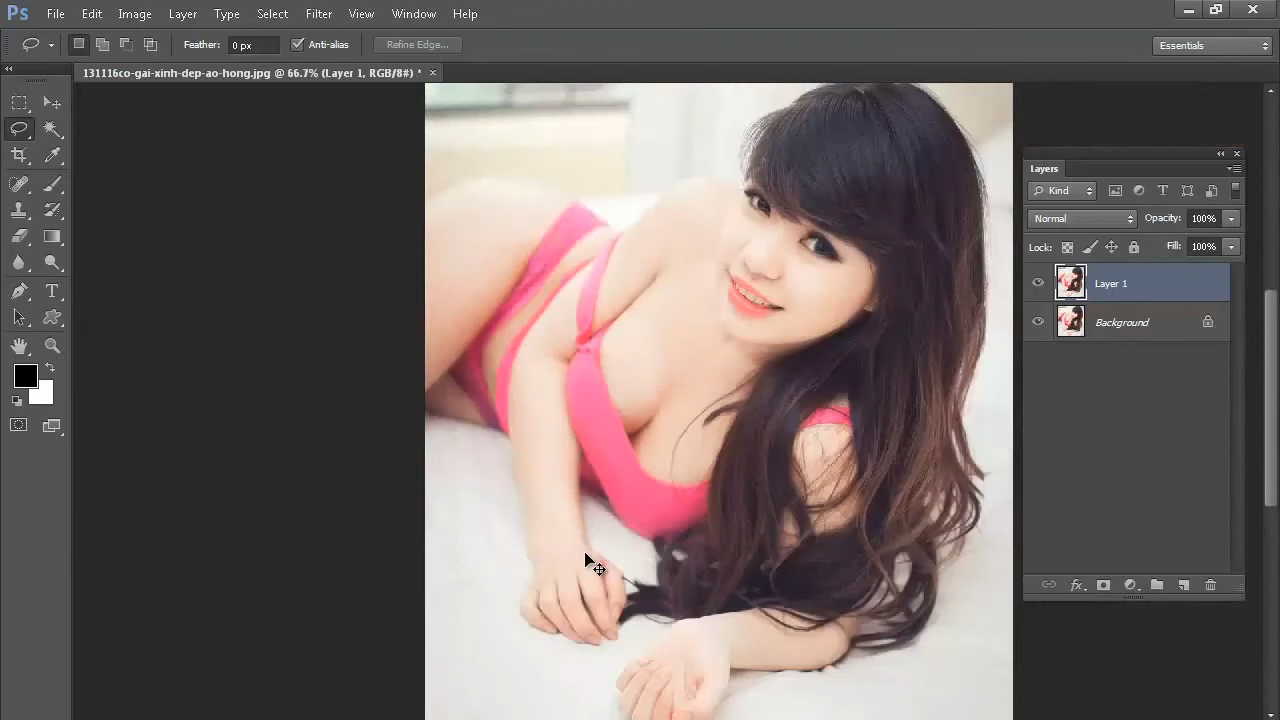 Ps File Edit Image Layer Type Select Filter View Window Help
Feather: 0 px Anti-alias Refine Edge... Essentials
131116co-gai-xinh-dep-ao-hong.jpg @ 66.7% (Layer 1, RGB/8#) *
Layers
Kind
Normal Opacity: 100%
Lock: Fill: 100%
Layer 1
Background
fx